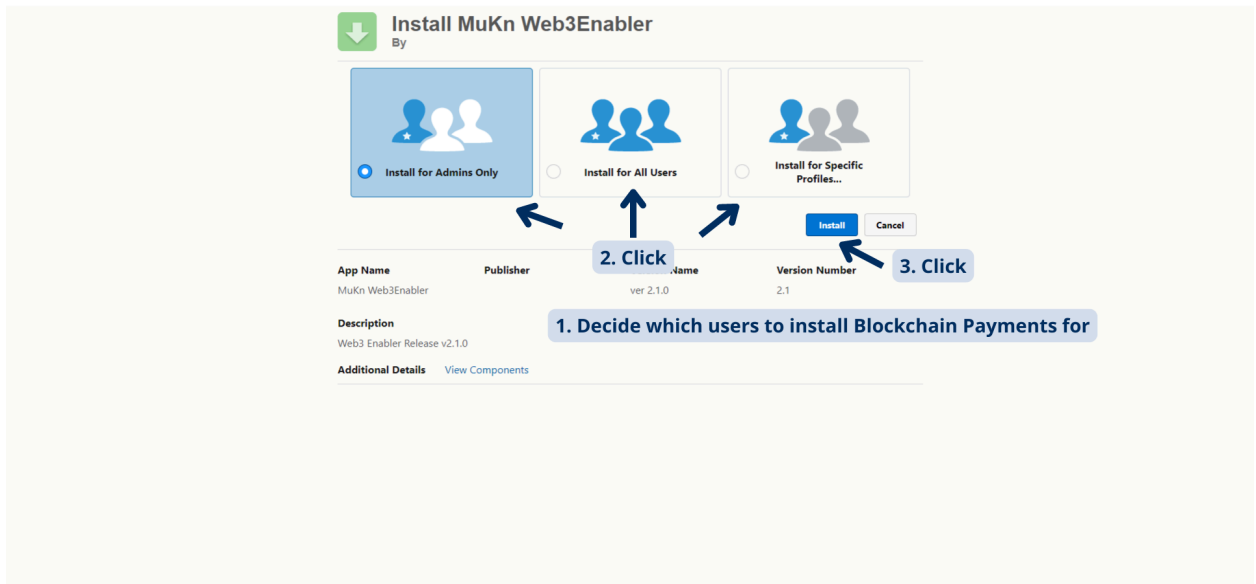 Install MuKn Web3Enabler
By
Install for Admins Only
Install for All Users
Install for Specific
Profiles...
Install
Cancel
2. Click
3. Click
App Name
Publisher
Name
Version Number
MuKn Web3Enabler
ver 2.1.0
2.1
1. Decide which users to install Blockchain Payments for
Description
Web3 Enabler Release v2.1.0
Additional Details
View Components